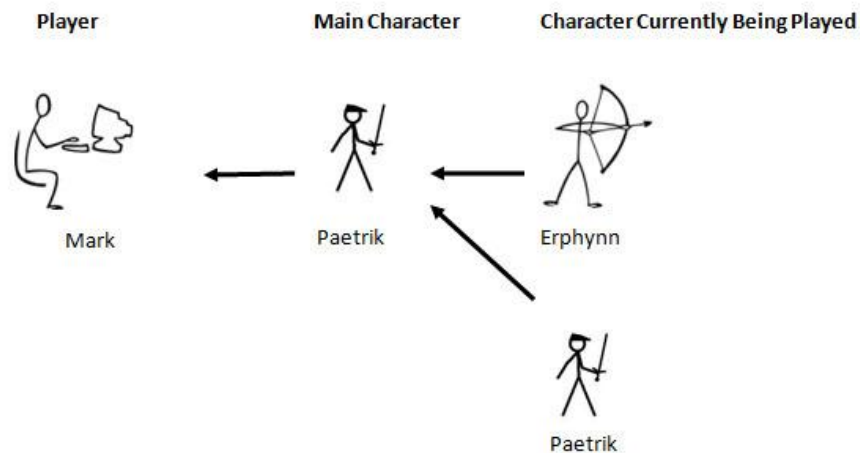 Player
Main Character
Character Currently Being Played
Mark
Paetrik
Erphynn
Paetrik